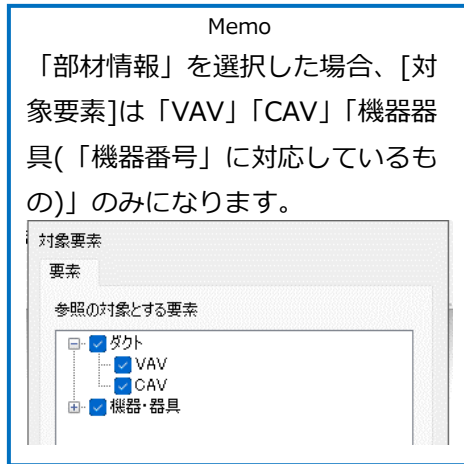 Memo
「部材情報」を選択した場合、[対
象要素]は「VAV」「CAV」「機器器
具(「機器番号」に対応しているも
の)」のみになります。
対象要素
要素
参照の対象とする要素
ダクト
VAV
CAV
機器・器具